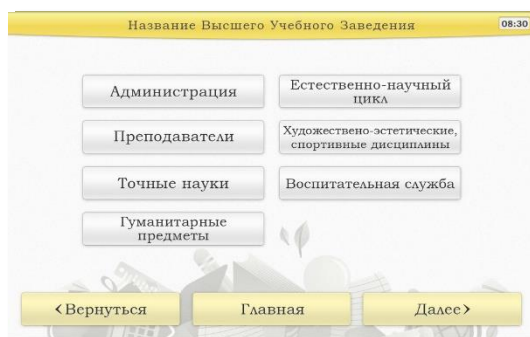 Название Высшего Учебного Заведения
08:30
Администрация
Естественно-научный
цикл
Преподаватели
Художествено-эстетические,
спортивные дисциплины
Точные науки
Воспитательная служба
Гуманитарные
предметы
<Вернуться
Главная
Далее>